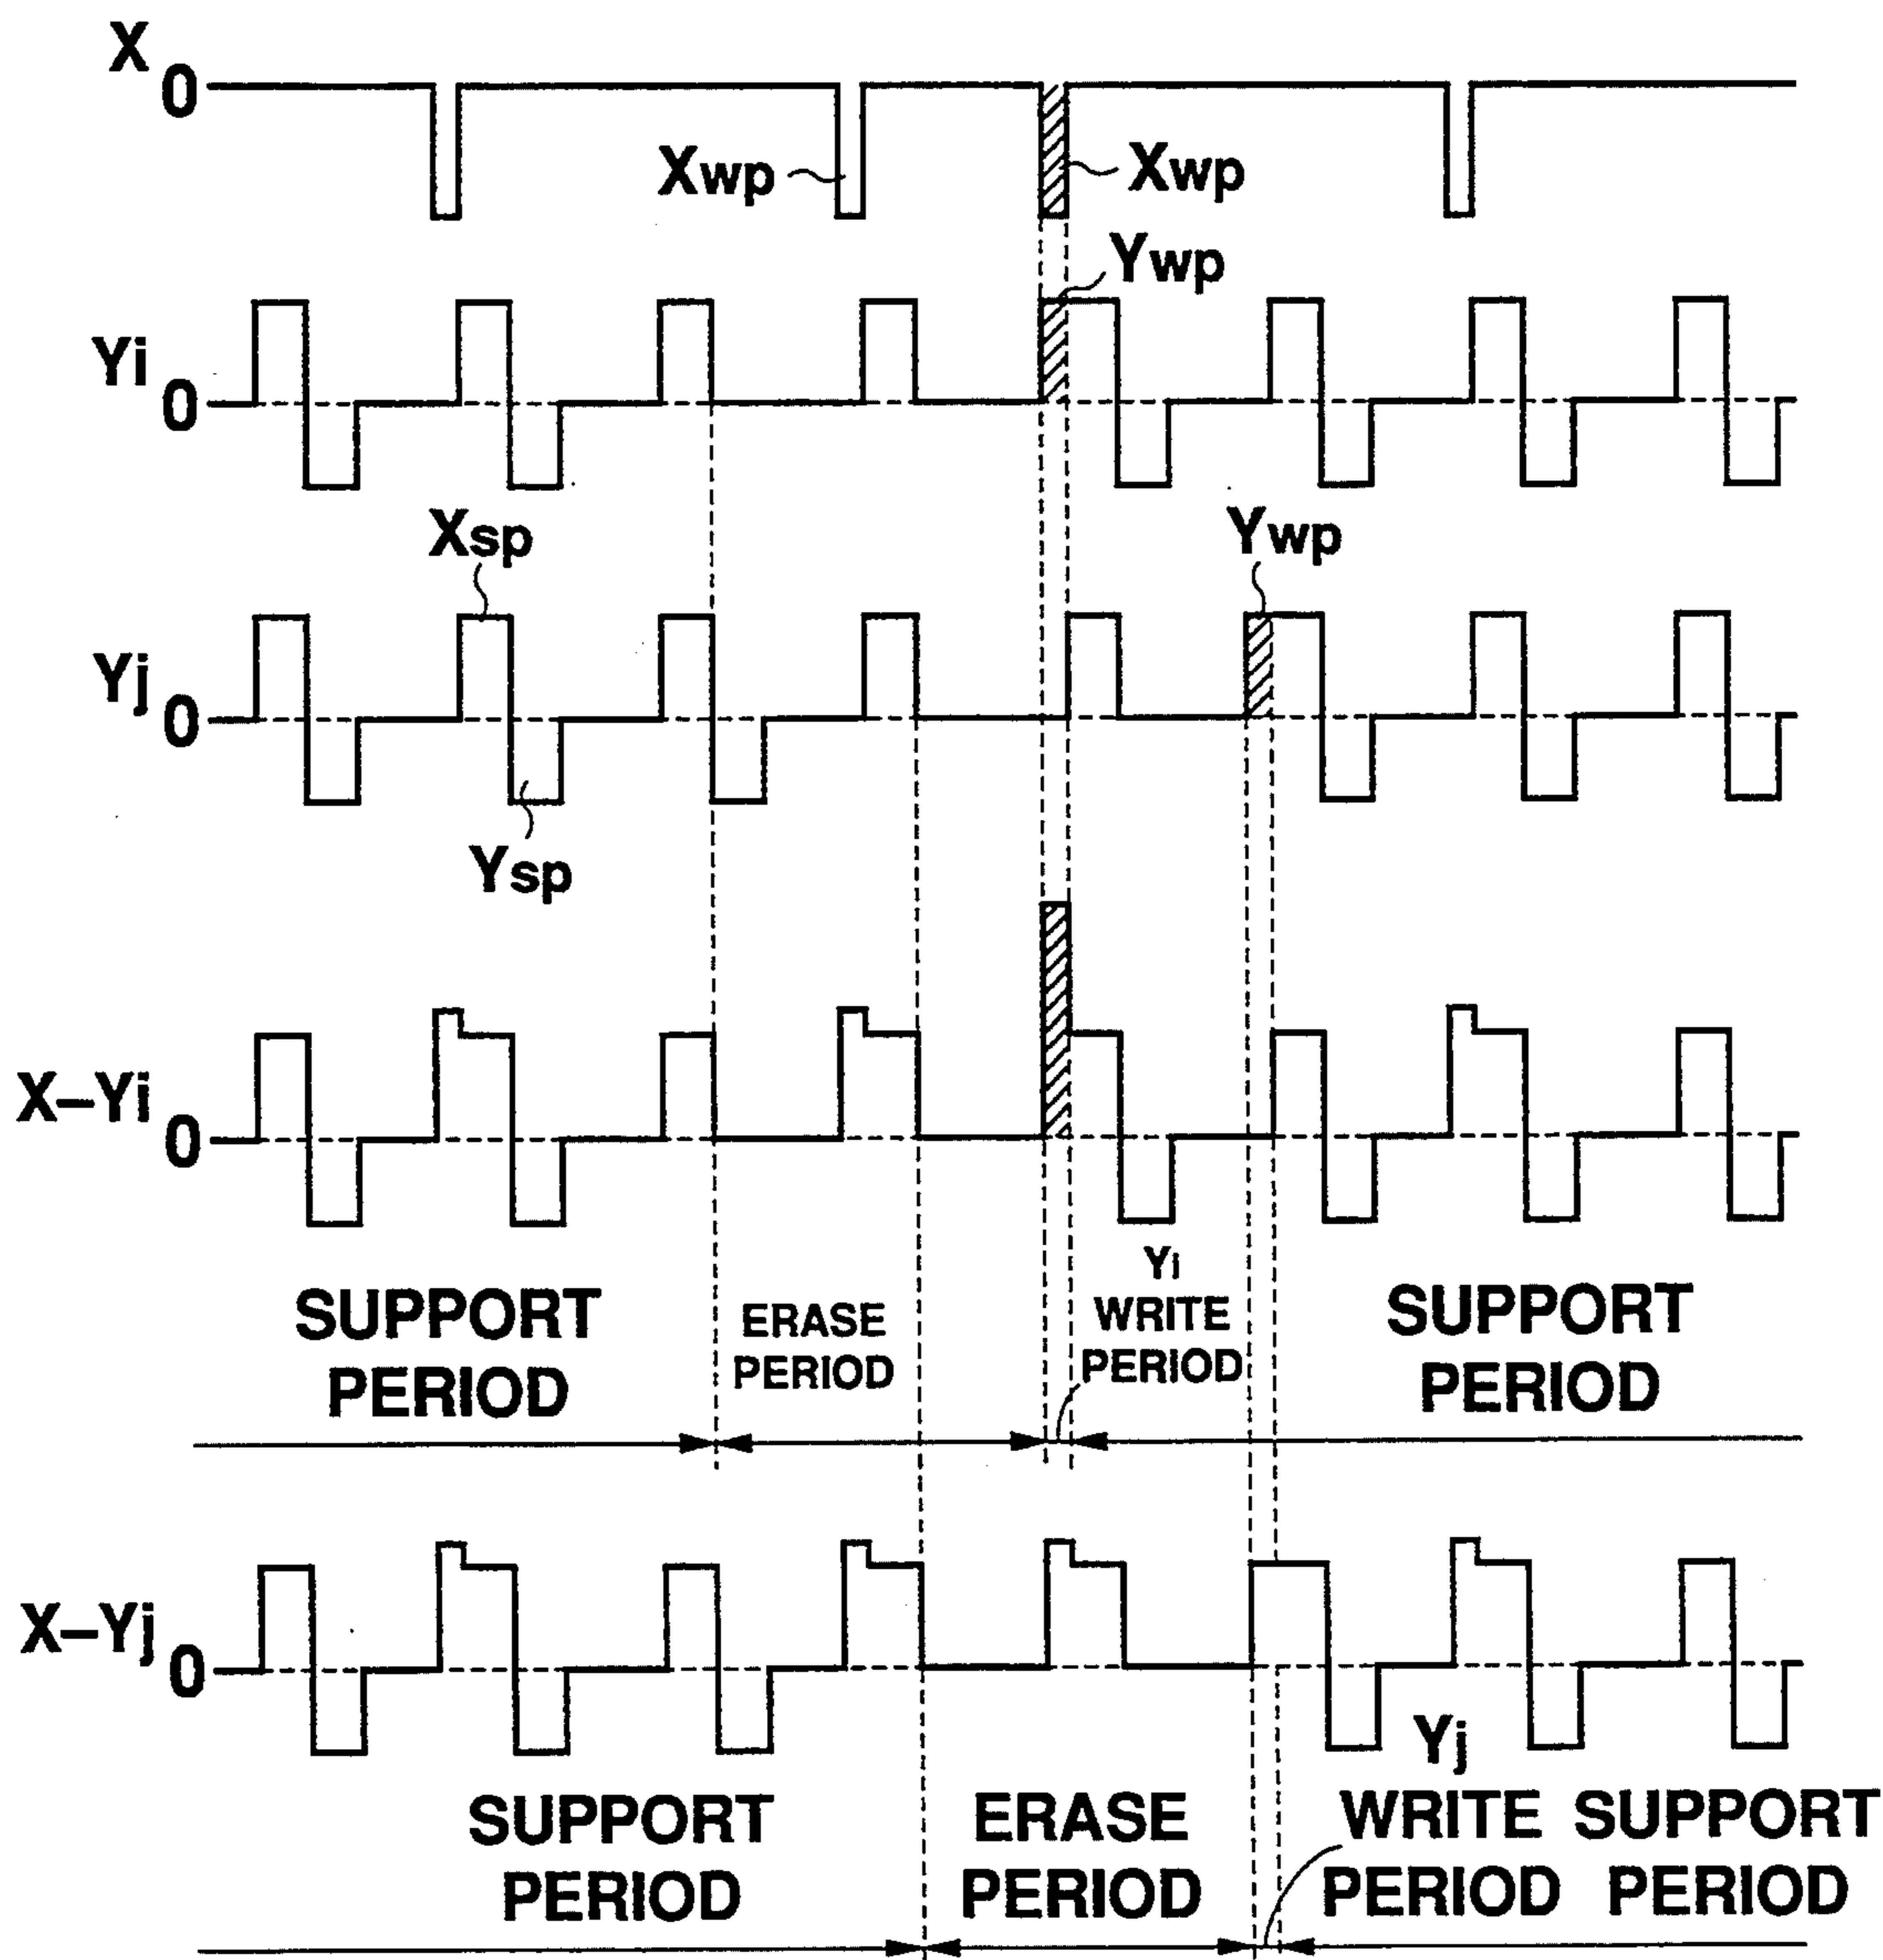 X
0
Xwp
Xwp
Ywp
Yi
0
Xsp
Ywp
Yj
0
Ysp
X–Yi
0
Yi
SUPPORT
PERIOD
ERASE
PERIOD
WRITE
PERIOD
SUPPORT
PERIOD
X–Yj
0
Yj
SUPPORT
PERIOD
ERASE
PERIOD
WRITE
PERIOD
SUPPORT
PERIOD